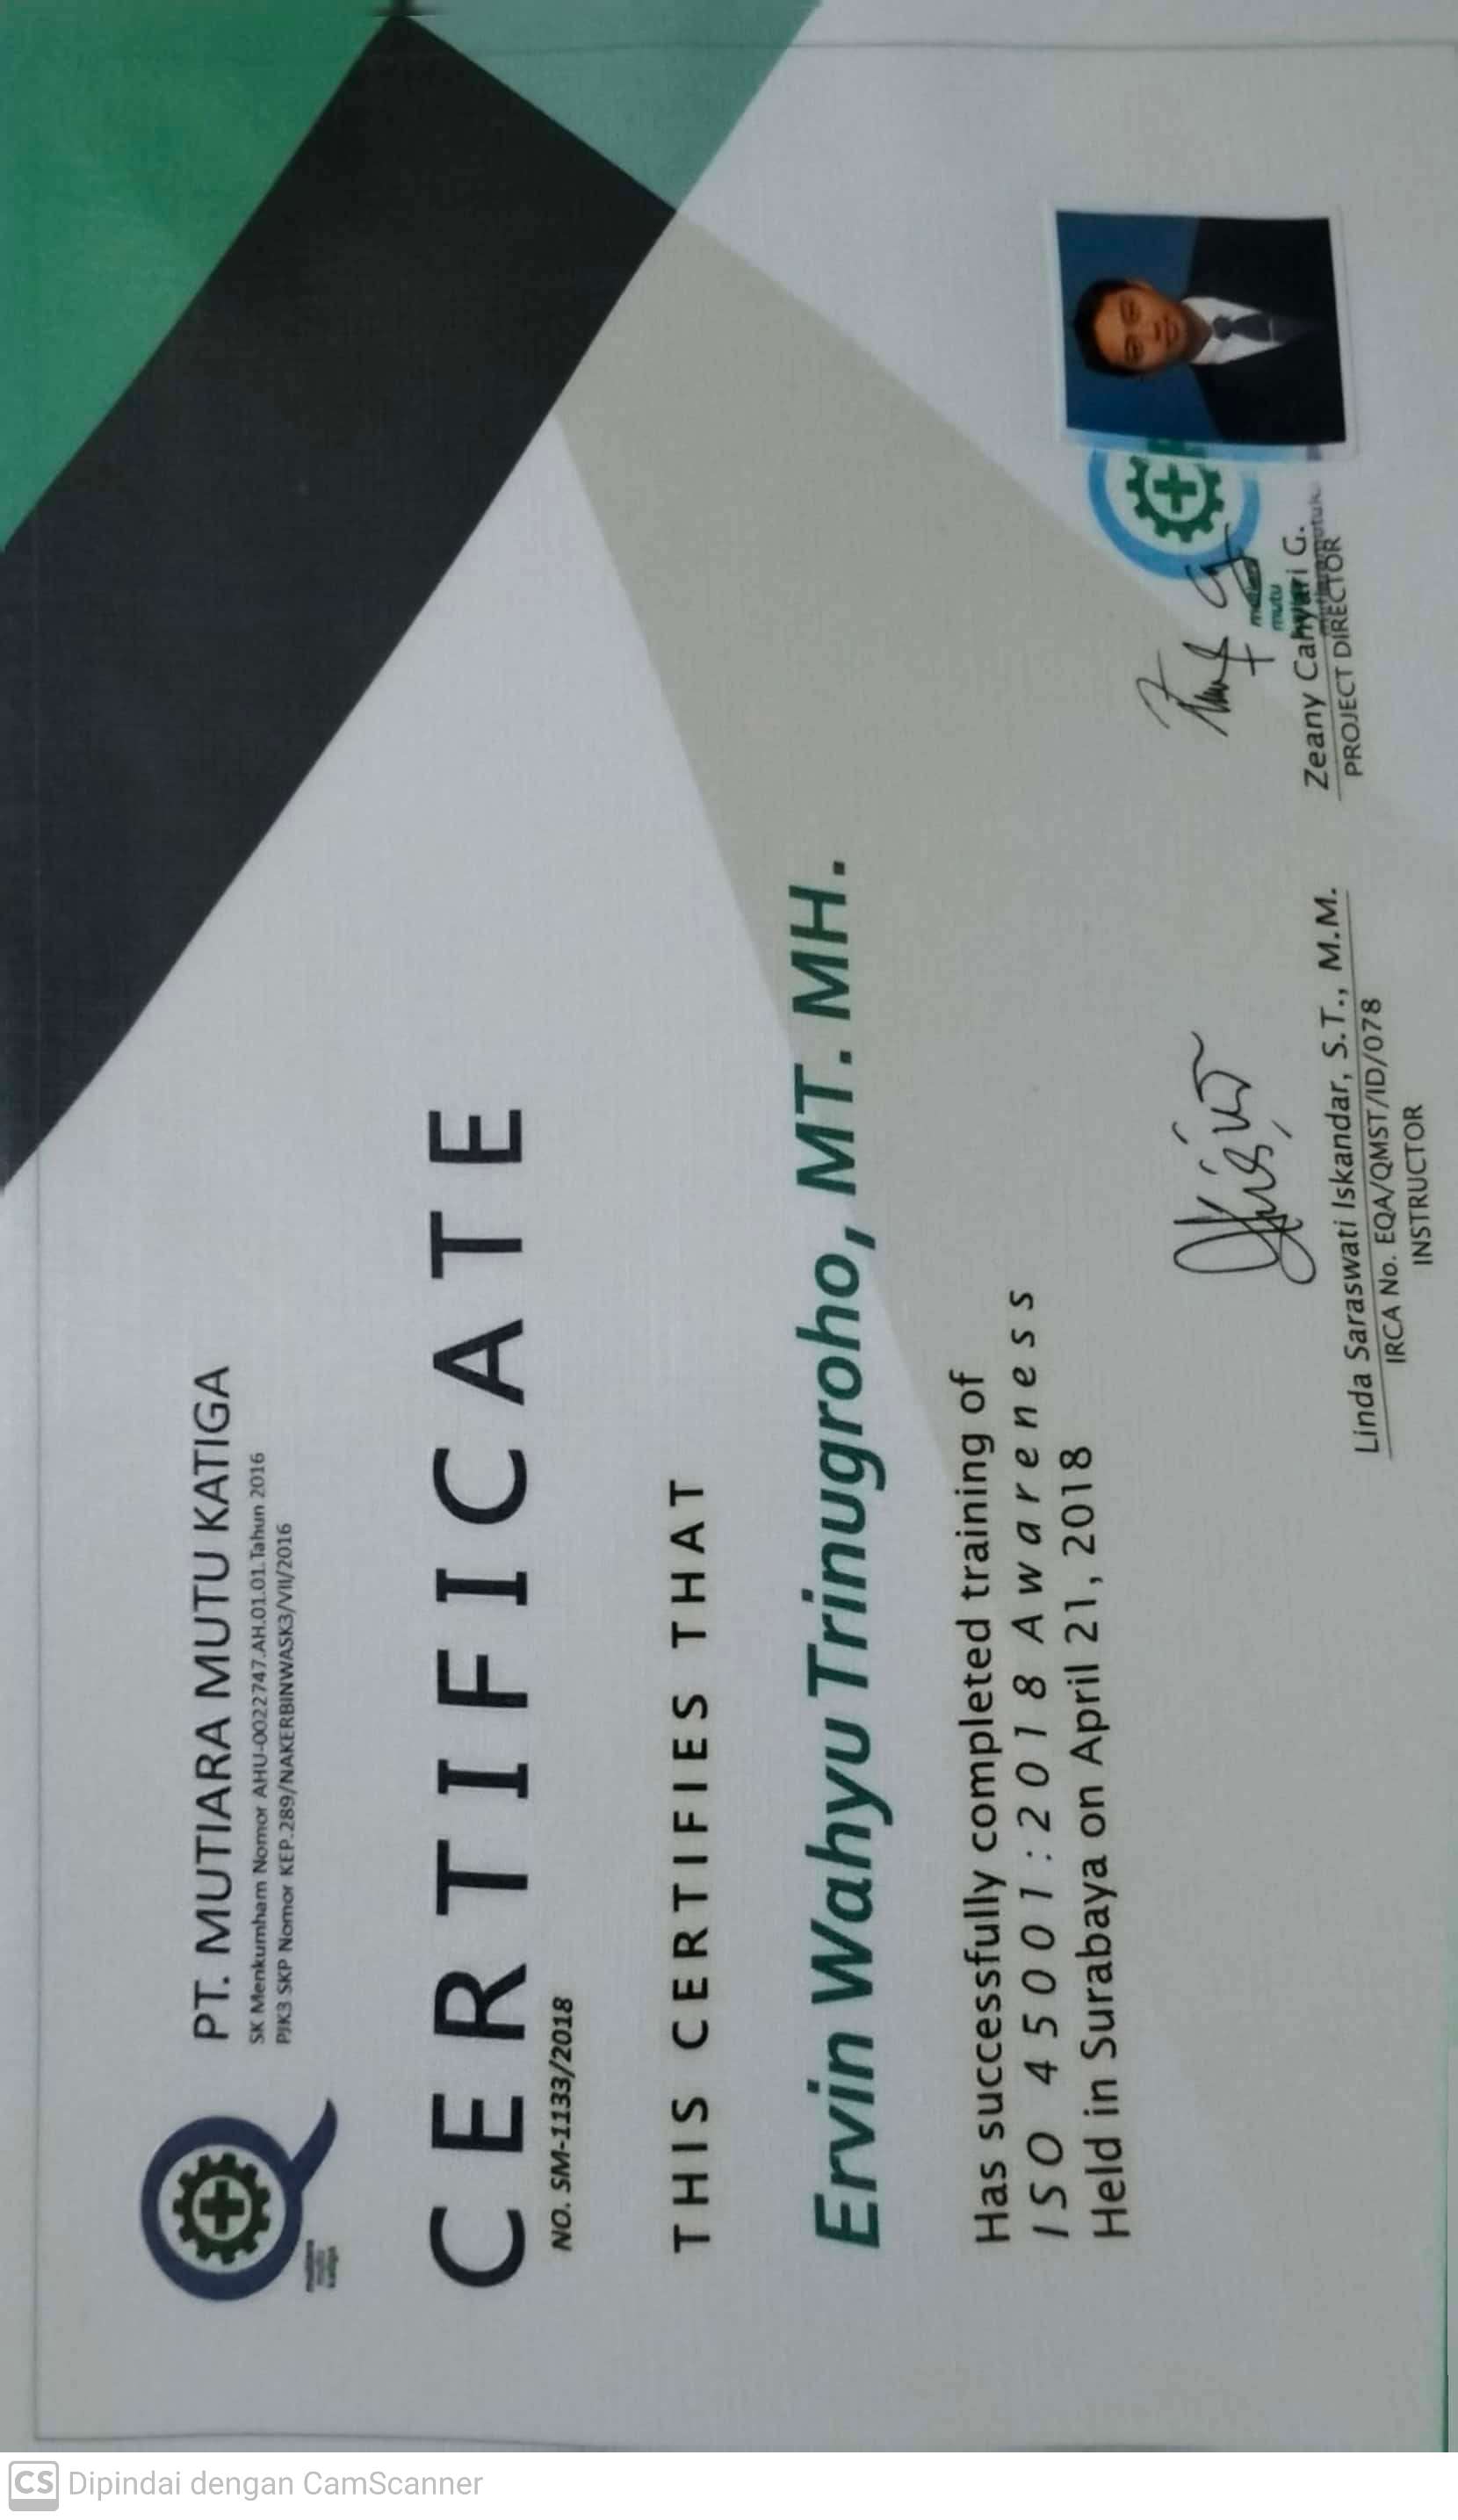 CS Dipindai dengan CamScanner
PT. MUTIARA MUTU KATIGA
SK Menkumham Nomor AHU-0022747.AH.01.01.Tahun 2016
PJK3 SKP Nomor KEP.289/NAKERBINWASK3/VII/2016
mutiara
mutu
katiga
CERTIFICATE
NO. SM-1133/2018
THIS CERTIFIES THAT
Ervin Wahyu Trinugroho, MT. MH.
Has successfully completed training of
ISO 45001:2018 Awareness
Held in Surabaya on April 21, 2018
mutiara
mutu
Linda Saraswati Iskandar, S.T., M.M.
IRCA No. EQA/QMST/ID/078
INSTRUCTOR
Zeany Cahyari G.
PROJECT DIRECTOR